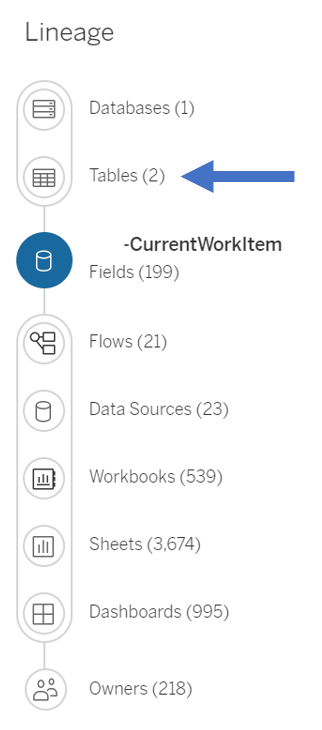 Lineage
Databases (1)
Tables (2)
-CurrentWorkItem
Fields (199)
Flows (21)
Data Sources (23)
Workbooks (539)
Sheets (3,674)
Dashboards (995)
Owners (218)